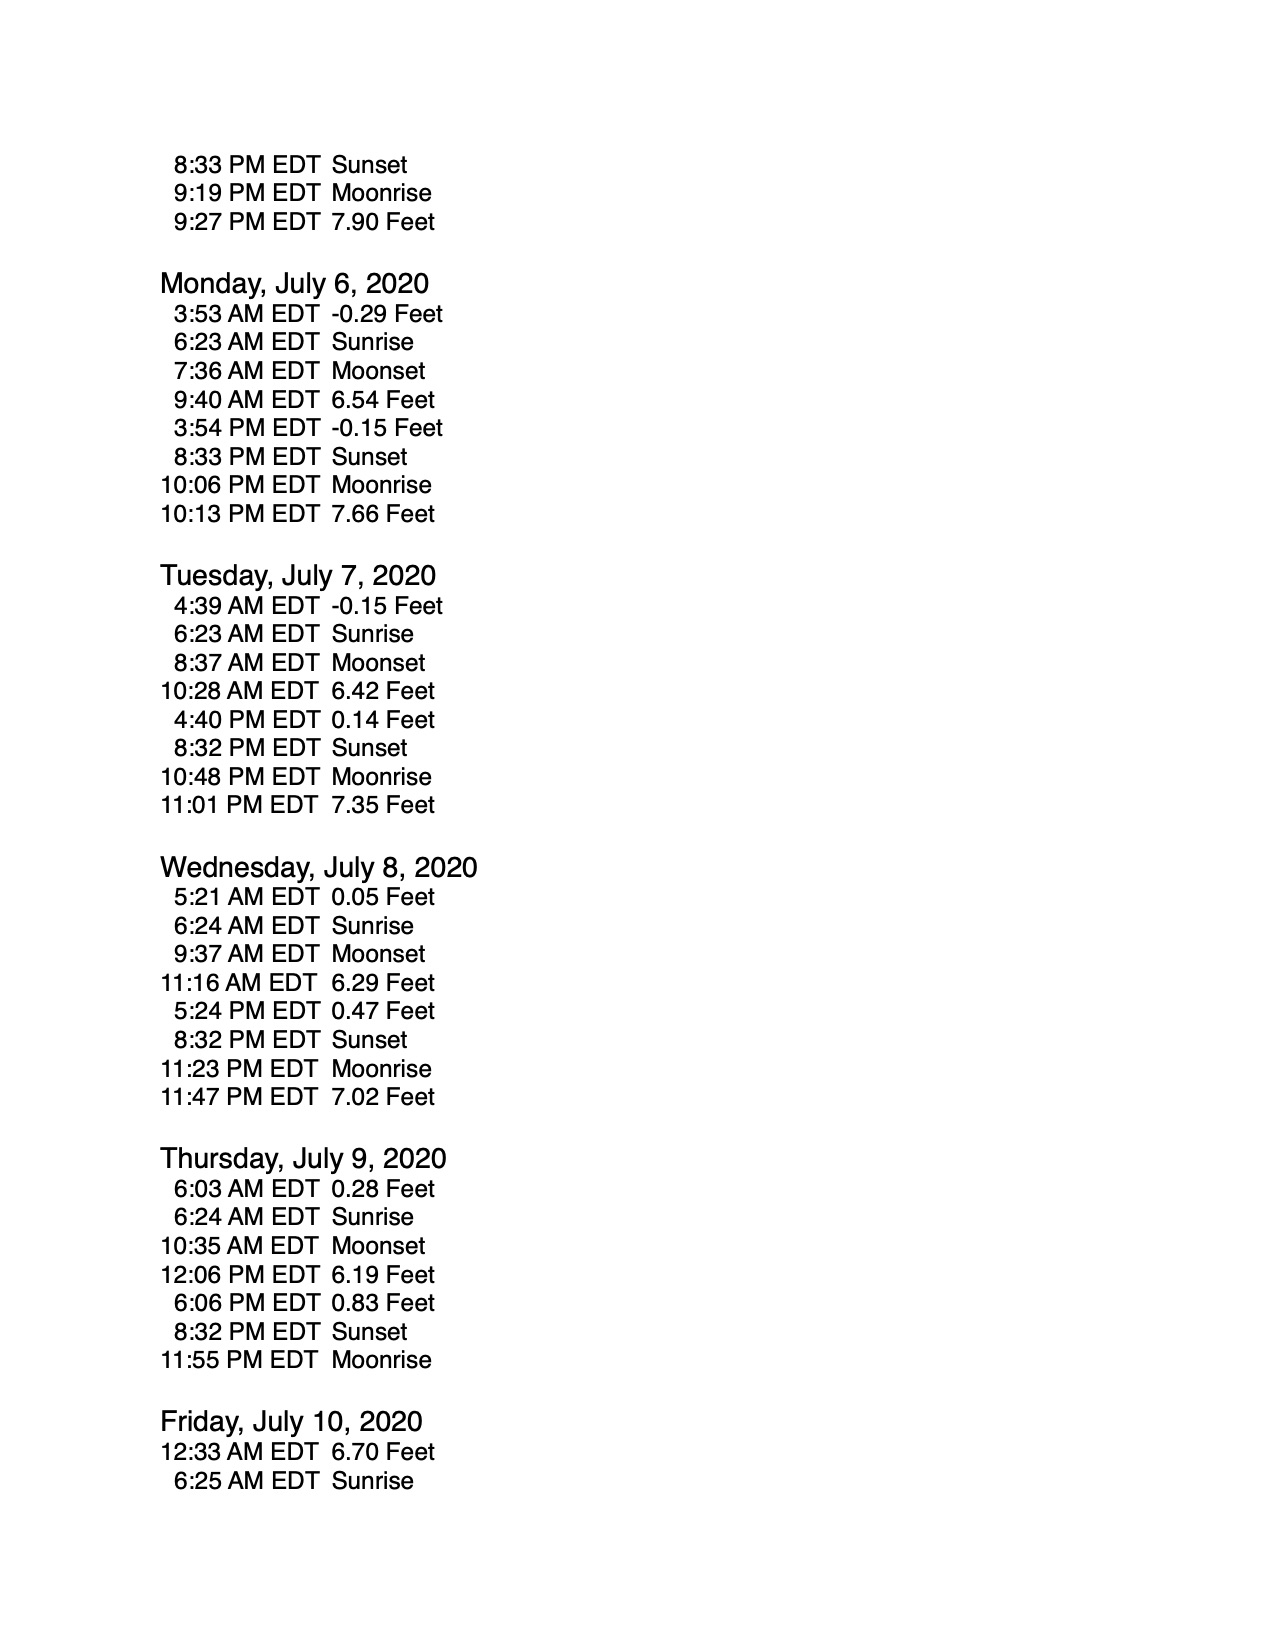 8:33 PM EDT Sunset
9:19 PM EDT Moonrise
9:27 PM EDT 7.90 Feet
Monday, July 6, 2020
3:53 AM EDT -0.29 Feet
6:23 AM EDT Sunrise
7:36 AM EDT Moonset
9:40 AM EDT 6.54 Feet
3:54 PM EDT -0.15 Feet
8:33 PM EDT Sunset
10:06 PM EDT Moonrise
10:13 PM EDT 7.66 Feet
Tuesday, July 7, 2020
4:39 AM EDT -0.15 Feet
6:23 AM EDT Sunrise
8:37 AM EDT Moonset
10:28 AM EDT 6.42 Feet
4:40 PM EDT 0.14 Feet
8:32 PM EDT Sunset
10:48 PM EDT Moonrise
11:01 PM EDT 7.35 Feet
Wednesday, July 8, 2020
5:21 AM EDT 0.05 Feet
6:24 AM EDT Sunrise
9:37 AM EDT Moonset
11:16 AM EDT 6.29 Feet
5:24 PM EDT 0.47 Feet
8:32 PM EDT Sunset
11:23 PM EDT Moonrise
11:47 PM EDT 7.02 Feet
Thursday, July 9, 2020
6:03 AM EDT 0.28 Feet
6:24 AM EDT Sunrise
10:35 AM EDT Moonset
12:06 PM EDT 6.19 Feet
6:06 PM EDT 0.83 Feet
8:32 PM EDT Sunset
11:55 PM EDT Moonrise
Friday, July 10, 2020
12:33 AM EDT 6.70 Feet
6:25 AM EDT Sunrise